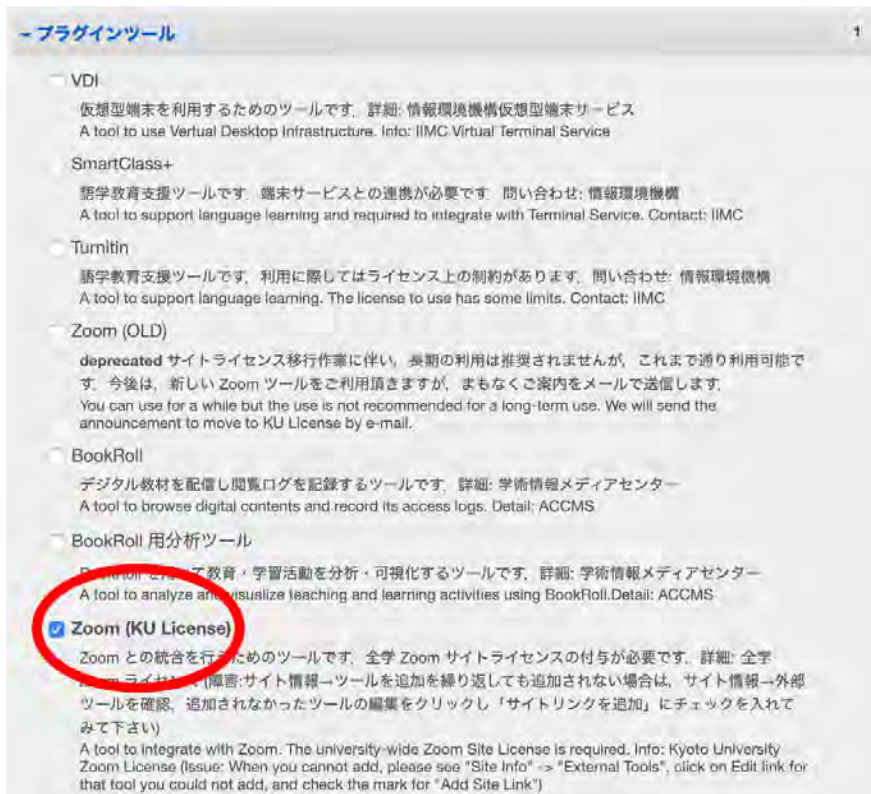 プラグインツール 1
VDI
仮想型端末を利用するためのツールです．詳細: 情報環境機構仮想型端末サービス
A tool to use Vertual Desktop Infrastructure. Info: IIMC Virtual Terminal Service
SmartClass+
語学教育支援ツールです 端末サービスとの連携が必要です 問い合わせ: 情報環境機構
A tool to support language learning and required to integrate with Terminal Service. Contact: IIMC
Turnitin
語学教育支援ツールです．利用に際してはライセンス上の制約があります．問い合わせ: 情報環境機構
A tool to support language learning. The license to use has some limits. Contact: IIMC
Zoom (OLD)
deprecated サイトライセンス移行作業に伴い，長期の利用は推奨されませんが，これまで通り利用可能で
す 今後は，新しい Zoom ツールをご利用頂きますが，まもなくご案内をメールで送信します．
You can use for a while but the use is not recommended for a long-term use. We will send the
announcement to move to KU License by e-mail.
BookRoll
デジタル教材を配信し閲覧ログを記録するツールです．詳細: 学術情報メディアセンター
A tool to browse digital contents and record its access logs. Detail: ACCMS
BookRoll 用分析ツール
て教育・学習活動を分析・可視化するツールです．詳細: 学術情報メディアセンター
A tool to analyze and visualize teaching and learning activities using BookRoll.Detail: ACCMS
Zoom (KU License)
Zoom との統合を行うためのツールです．全学 Zoom サイトライセンスの付与が必要です．詳細: 全学
Zoom ライセンス (障害:サイト情報→ツールを追加を繰り返しても追加されない場合は，サイト情報→外部
ツールを確認，追加されなかったツールの編集をクリックし「サイトリンクを追加」にチェックを入れて
みて下さい)
A tool to integrate with Zoom. The university-wide Zoom Site License is required. Info: Kyoto University
Zoom License (Issue: When you cannot add, please see "Site Info" -> "External Tools", click on Edit link for
that tool you could not add, and check the mark for "Add Site Link")